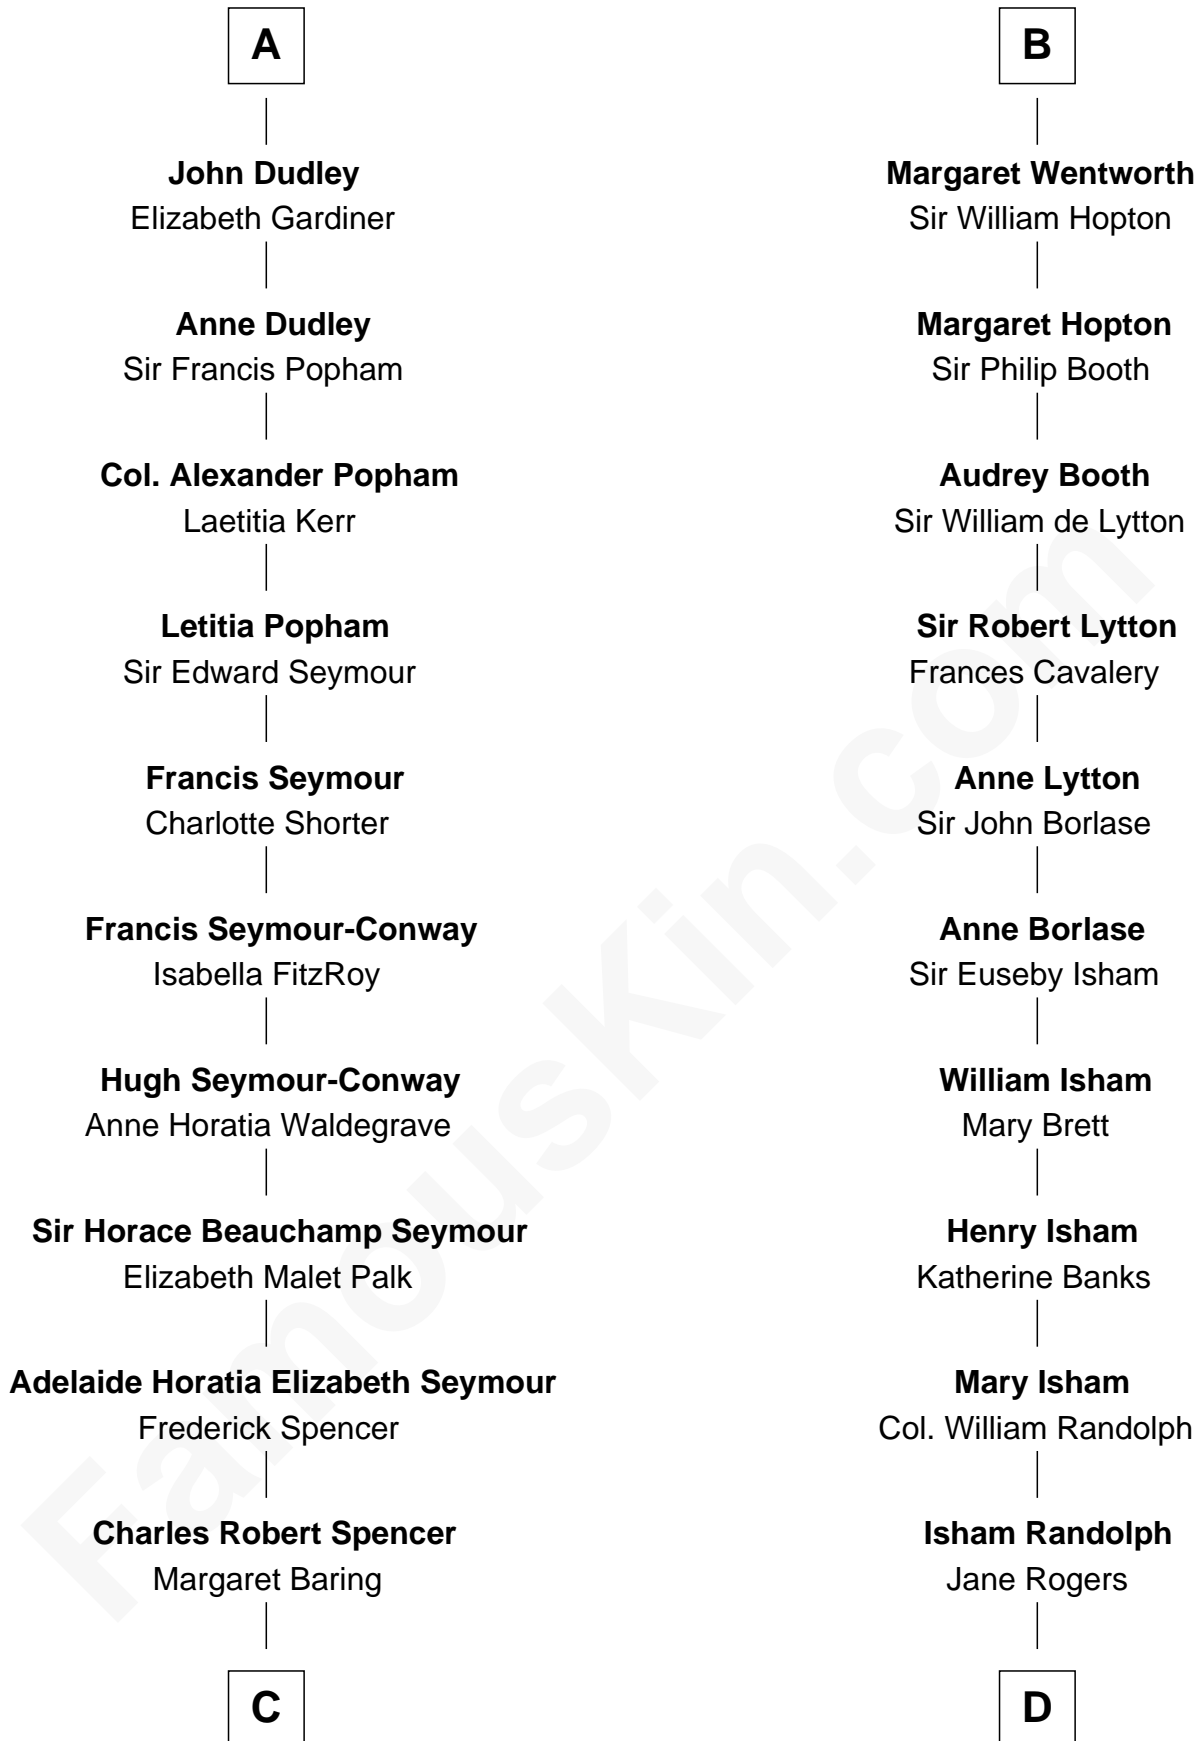 A
John Dudley
Elizabeth Gardiner
Anne Dudley
Sir Francis Popham
Col. Alexander Popham
Laetitia Kerr
Letitia Popham
Sir Edward Seymour
Francis Seymour
Charlotte Shorter
Francis Seymour-Conway
Isabella FitzRoy
Hugh Seymour-Conway
Anne Horatia Waldegrave
Sir Horace Beauchamp Seymour
Elizabeth Malet Palk
Adelaide Horatia Elizabeth Seymour
Frederick Spencer
Charles Robert Spencer
Margaret Baring
C
B
Margaret Wentworth
Sir William Hopton
Margaret Hopton
Sir Philip Booth
Audrey Booth
Sir William de Lytton
Sir Robert Lytton
Frances Cavalery
Anne Lytton
Sir John Borlase
Anne Borlase
Sir Euseby Isham
William Isham
Mary Brett
Henry Isham
Katherine Banks
Mary Isham
Col. William Randolph
Isham Randolph
Jane Rogers
D
FamousKin.com